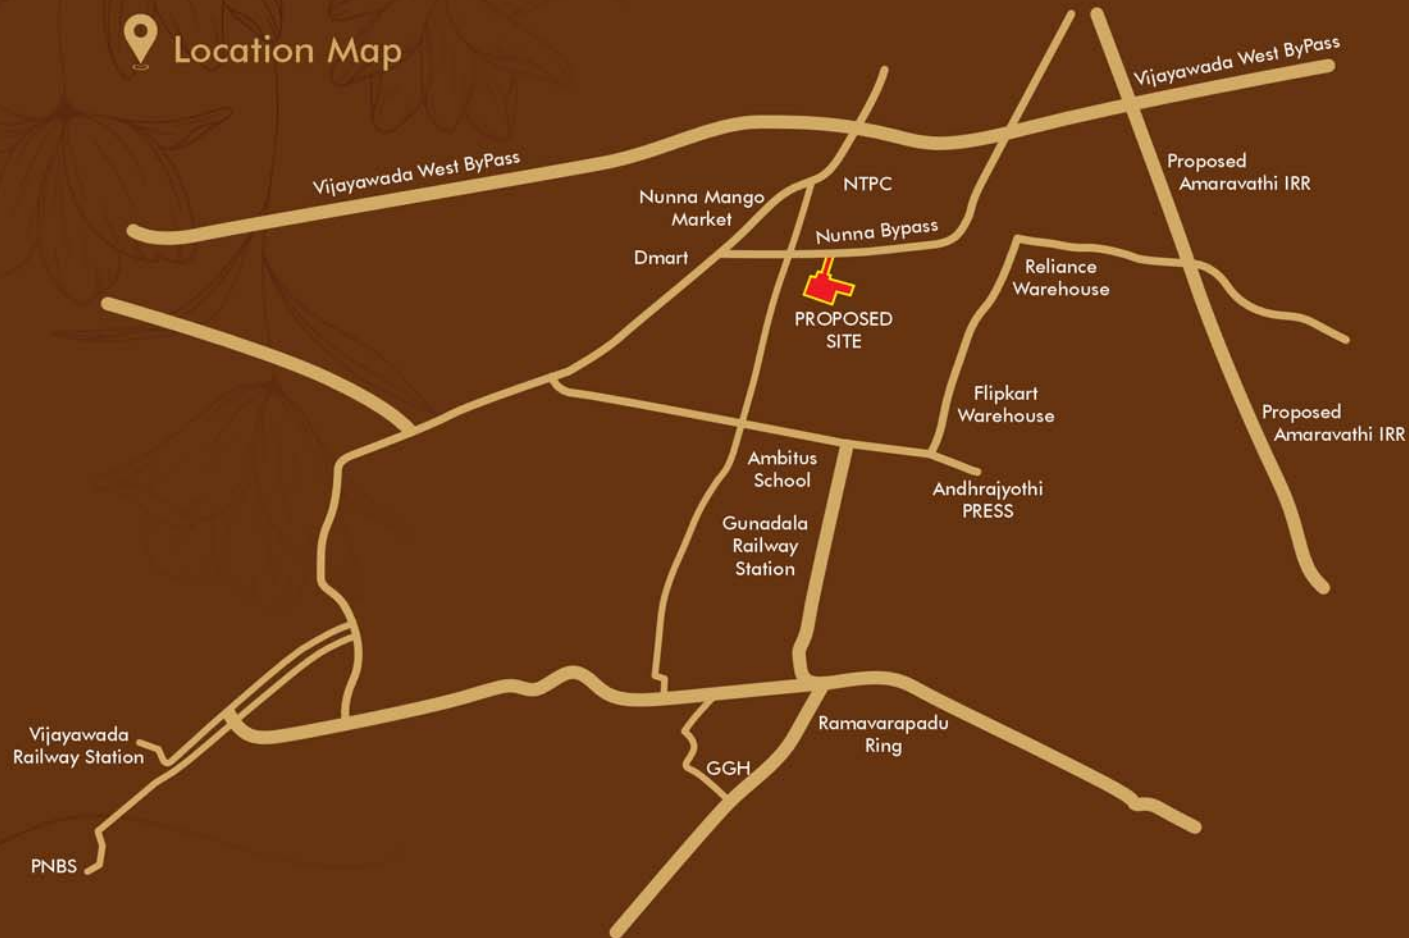 Location Map
Vijayawada West ByPass
Vijayawada West ByPass
Proposed
Amaravathi IRR
NTPC
Nunna Mango
Market
Nunna Bypass
Dmart
Reliance
Warehouse
PROPOSED
SITE
Flipkart
Warehouse
Proposed
Amaravathi IRR
Ambitus
School
Andhrajyothi
PRESS
Gunadala
Railway
Station
Ramavarapadu
Ring
Vijayawada
Railway Station
GGH
PNBS